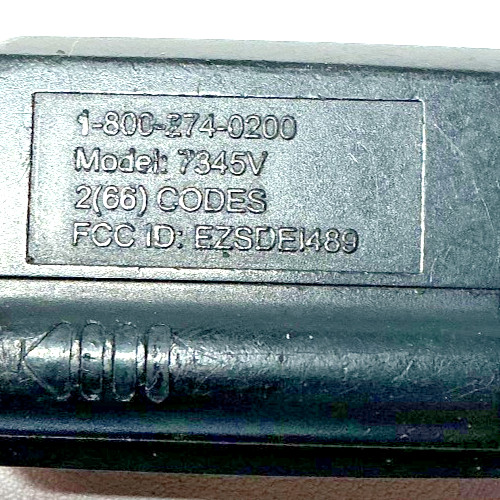 1-800-274-0200
Model: 7345V
2(66) CODES
FCC ID: EZSDEI489